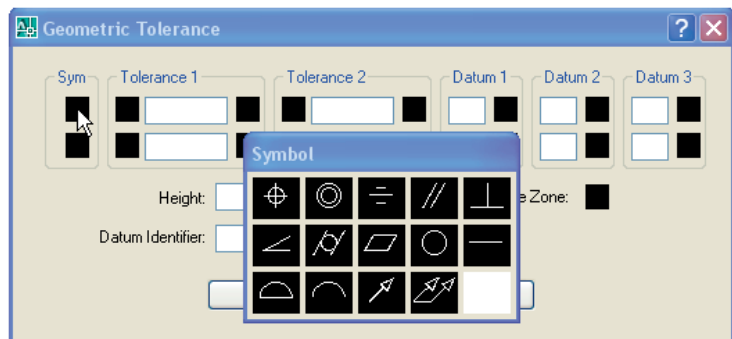 Geometric Tolerance
Sym Tolerance 1 Tolerance 2 Datum 1 Datum 2 Datum 3
Symbol
Height: Zone:
Datum Identifier: